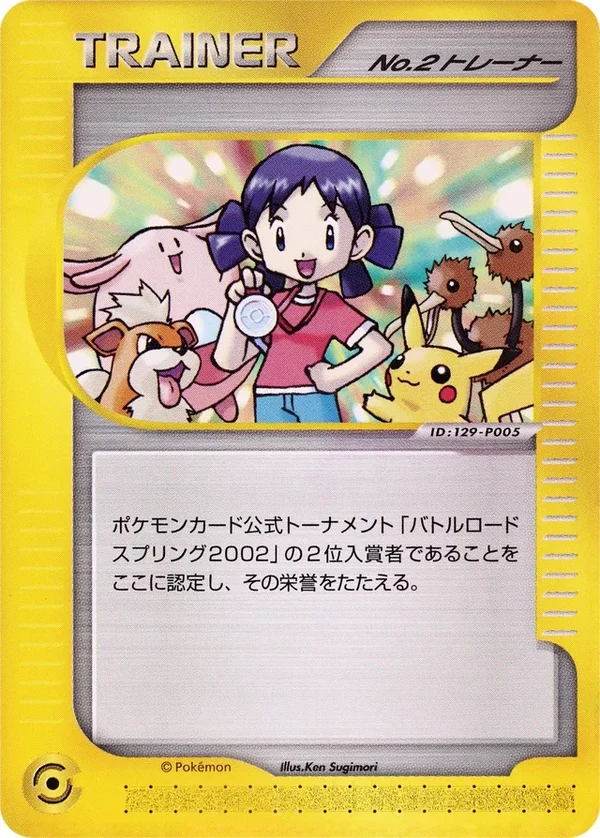 TRAINER
No.2トレーナー
ID:129-P005
ポケモンカード公式トーナメント「バトルロード
スプリング2002」の2位入賞者であることを
ここに認定し、その栄誉をたたえる。
© Pokémon
Illus.Ken Sugimori